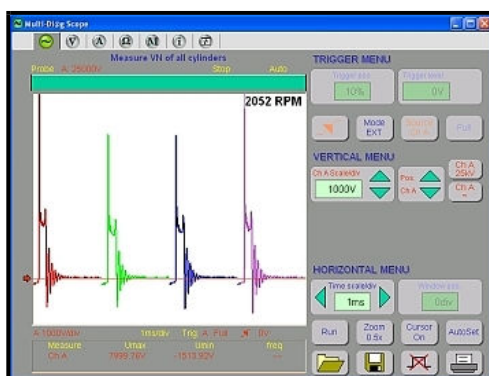 Multi-Di@g Scope
Measure VN of all cylinders
Probe A: 25000V Stop Auto
2052 RPM
A 1000V/div 1ms/div Trig: A Full 0V
Measure Umax Umin freq
Ch A 7999.76V -1513.92V ---
TRIGGER MENU
Trigger pos. Trigger level
10% 0V
Mode
EXT
Full
VERTICAL MENU
Ch A Scale/div
1000V
Pos.
Ch A
Ch A
25kV
Ch A
HORIZONTAL MENU
Time scale/div Window pos.
1ms 0div
Run
Zoom
0.5x
Cursor
On
AutoSet